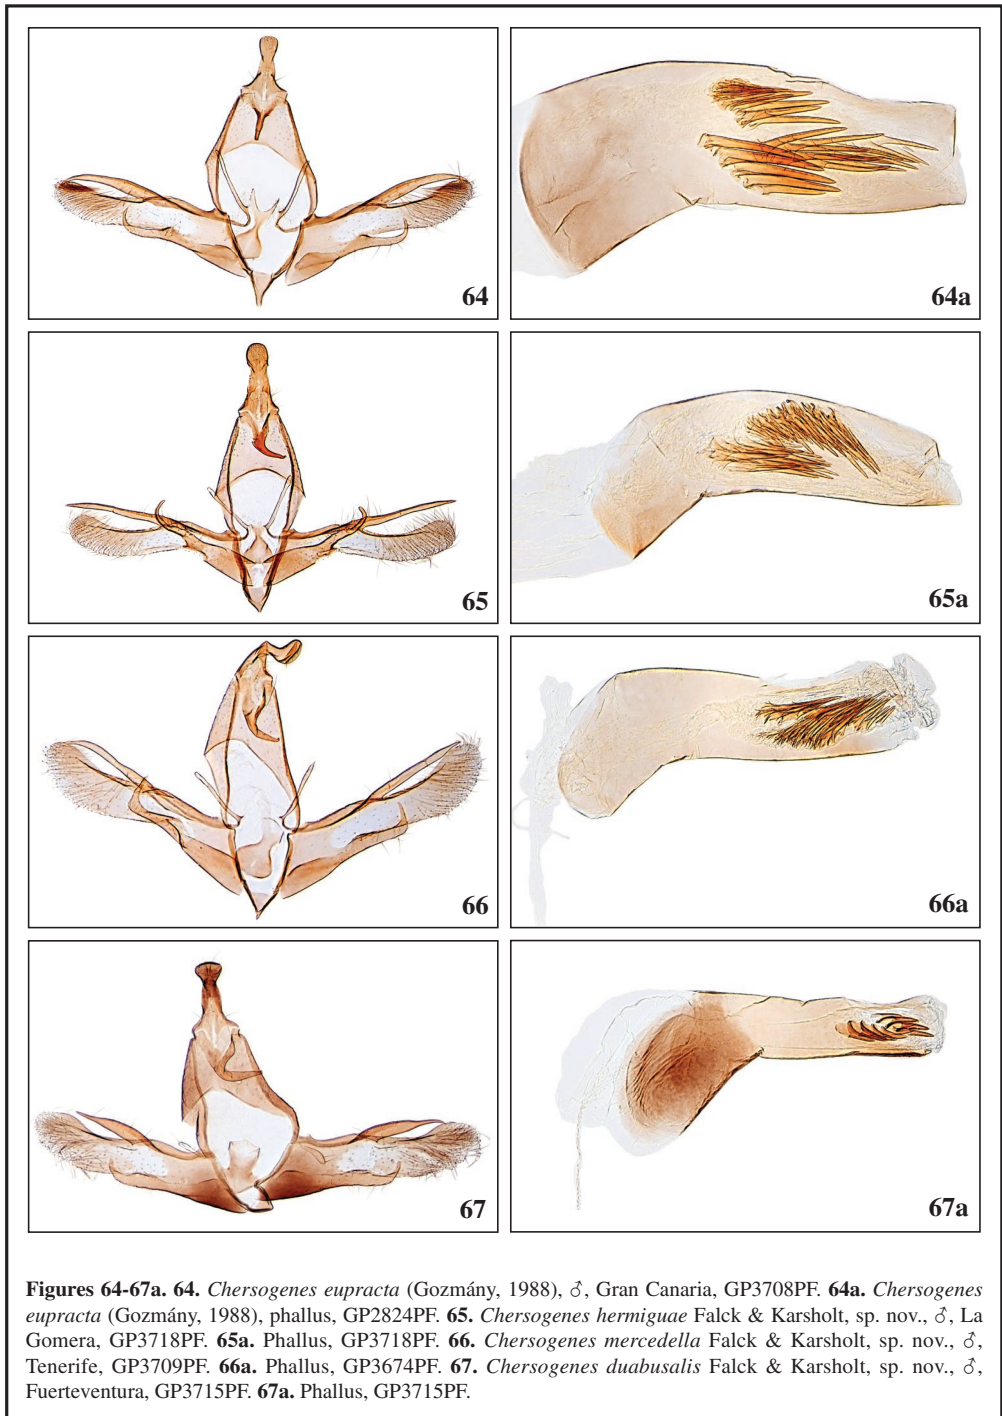 64
64a
65
65a
66
66a
67
67a
Figures 64-67a. 64. Chersogenes eupracta (Gozmány, 1988), ♂, Gran Canaria, GP3708PF. 64a. Chersogenes
eupracta (Gozmány, 1988), phallus, GP2824PF. 65. Chersogenes hermiguae Falck & Karsholt, sp. nov., ♂, La
Gomera, GP3718PF. 65a. Phallus, GP3718PF. 66. Chersogenes mercedella Falck & Karsholt, sp. nov., ♂,
Tenerife, GP3709PF. 66a. Phallus, GP3674PF. 67. Chersogenes duabusalis Falck & Karsholt, sp. nov., ♂,
Fuerteventura, GP3715PF. 67a. Phallus, GP3715PF.